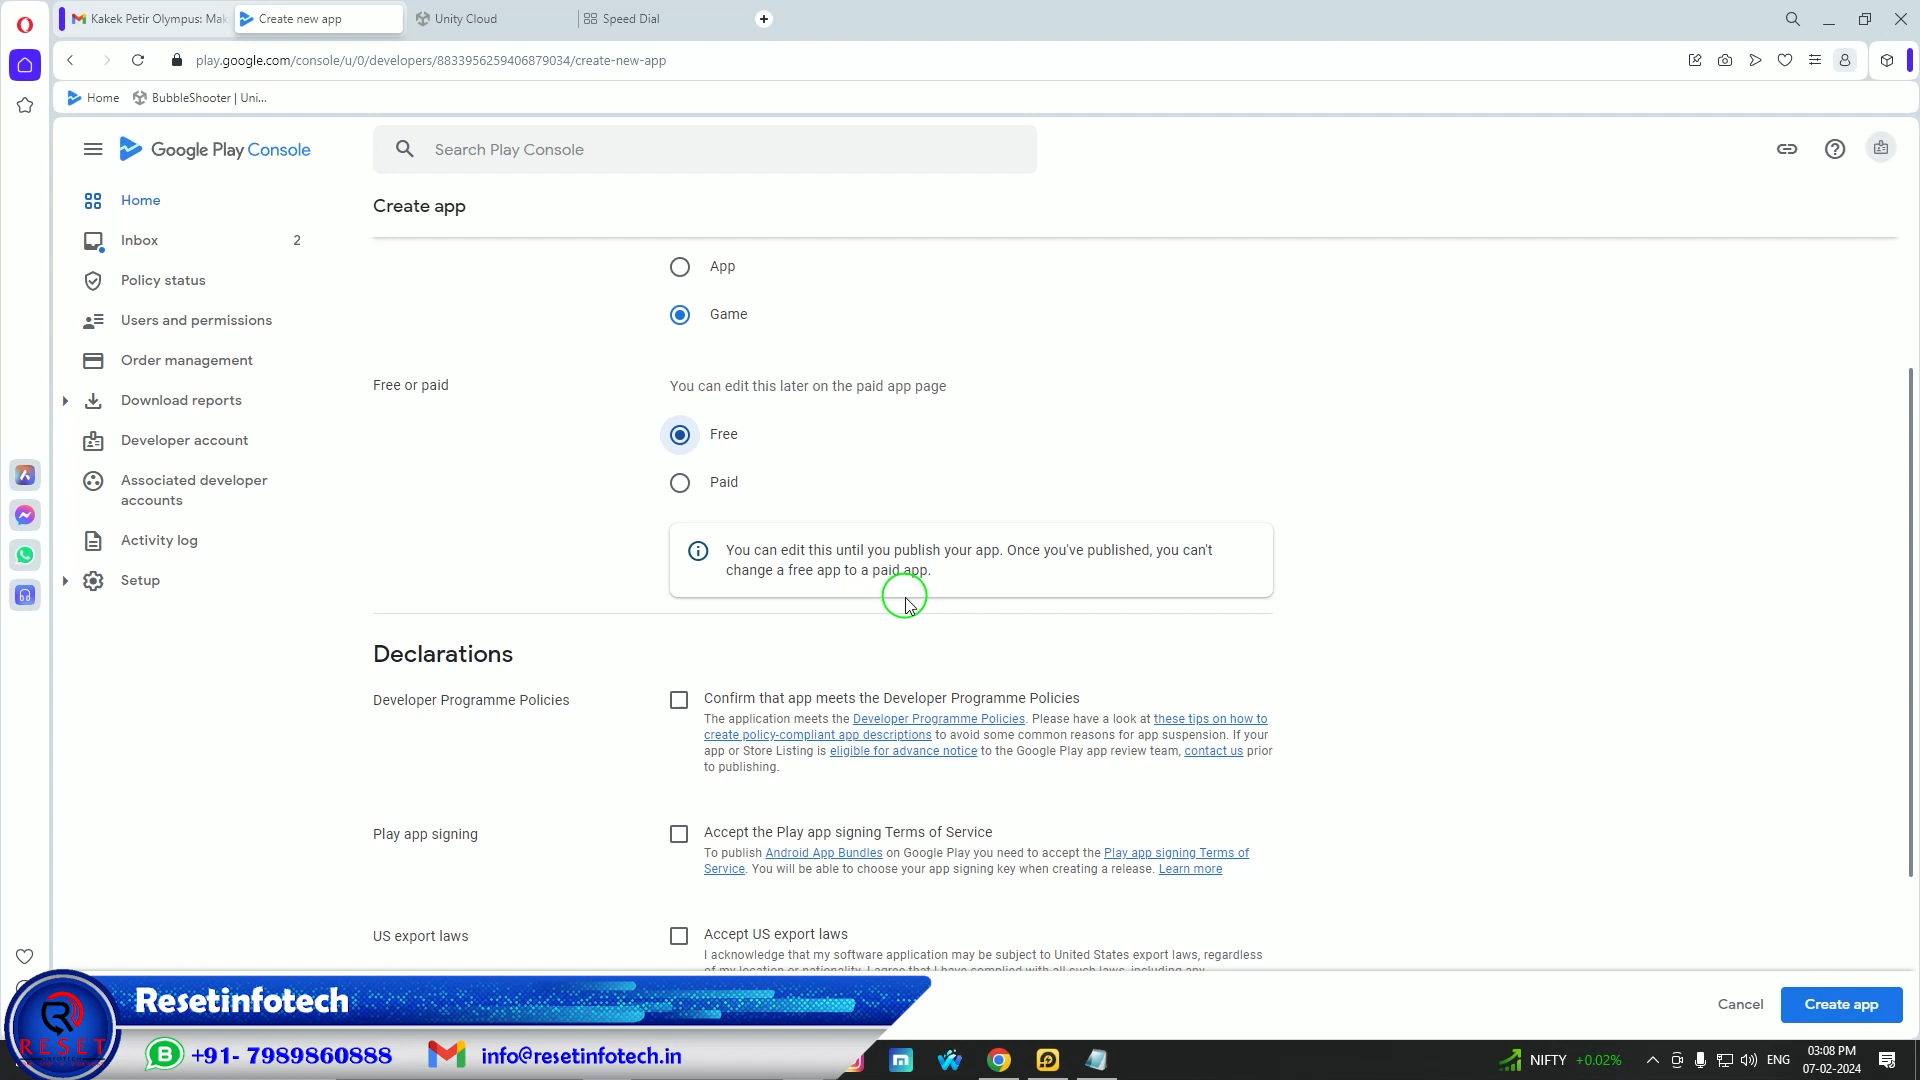 Kakek Petir Olympus: Mak
Create new app
Unity Cloud
Speed Dial
play.google.com/console/u/0/developers/8833956259406879034/create-new-app
Home
BubbleShooter | Uni...
Google Play Console
Search Play Console
Home
Inbox 2
Policy status
Users and permissions
Order management
Download reports
Developer account
Associated developer
accounts
Activity log
Setup
Create app
App
Game
Free or paid
You can edit this later on the paid app page
Free
Paid
You can edit this until you publish your app. Once you've published, you can't
change a free app to a paid app.
Declarations
Developer Programme Policies
Confirm that app meets the Developer Programme Policies
The application meets the Developer Programme Policies. Please have a look at these tips on how to
create policy-compliant app descriptions to avoid some common reasons for app suspension. If your
app or Store Listing is eligible for advance notice to the Google Play app review team, contact us prior
to publishing.
Play app signing
Accept the Play app signing Terms of Service
To publish Android App Bundles on Google Play you need to accept the Play app signing Terms of
Service. You will be able to choose your app signing key when creating a release. Learn more
US export laws
Accept US export laws
I acknowledge that my software application may be subject to United States export laws, regardless
of my location or nationality. I agree that I have complied with all such laws, including any
Cancel
Create app
Resetinfotech
RESET
+91- 7989860888
info@resetinfotech.in
NIFTY +0.02%
ENG
03:08 PM
07-02-2024